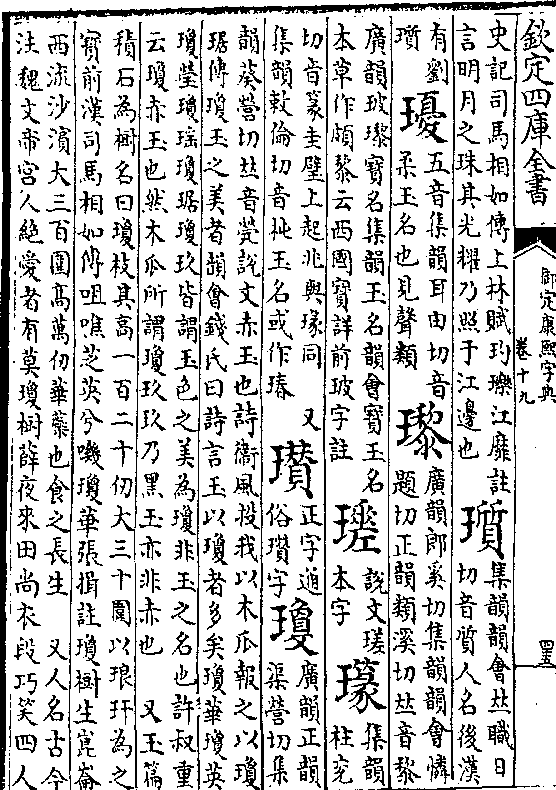 欽定四庫全書
御定康熙字典
卷十九
史記司馬相如傳上林賦玓瓅江靡註
言明月之珠其光耀乃照于江邊也
瓆
集韻韻會𠀤職日
切音質人名後漢
有劉
瓆
瓇
五音集韻耳由切音
柔玉名也見聲類
瓈
廣韻郎奚切集韻韻會憐
題切正韻類溪切𠀤音黎
廣韻玻瓈寶名集韻玉名韻會寶玉名
本草作頗黎云西國寶詳前玻字註
說文瑳
本字
集韻
柱兗
切音篆圭璧上起兆與瑑同 又
集韻敕倫切音杶玉名或作瑃
瓉
正字通
俗瓚字
瓊
廣韻正韻
渠營切集
韻葵營切𠀤音煢說文赤玉也詩衞風投我以木瓜報之以瓊
琚傳瓊玉之美者韻會錢氏曰詩言玉以瓊者多矣瓊華瓊英
瓊瑩瓊瑤瓊琚瓊玖皆謂玉色之美為瓊非玉之名也許叔重
云瓊赤玉也然木瓜所謂瓊玖玖乃黑玉亦非赤也 又玉篇
積石為樹名曰瓊枝其高一百二十仞大三十圍以琅玕為之
寶前漢司馬相如傳咀噍芝英兮嘰瓊華張揖註瓊樹生崑崙
西流沙濱大三百圍高萬仞華蘂也食之長生 又人名古今
注魏文帝宮人絕愛者有莫瓊樹薛夜來田尚衣段巧笑四人